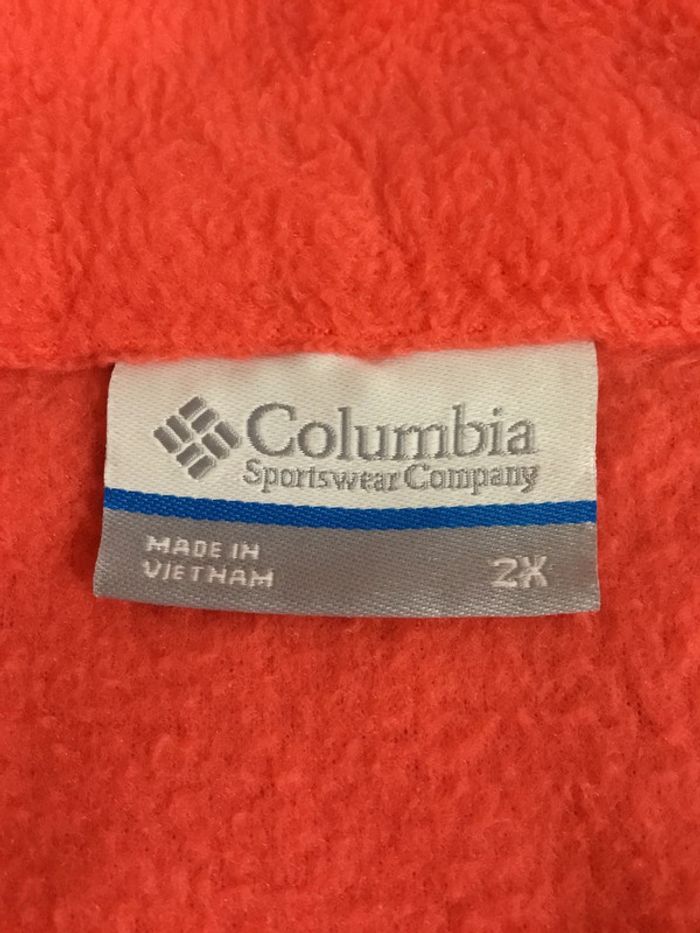 Columbia
Sportswear Company
MADE IN
VIETNAM
2X